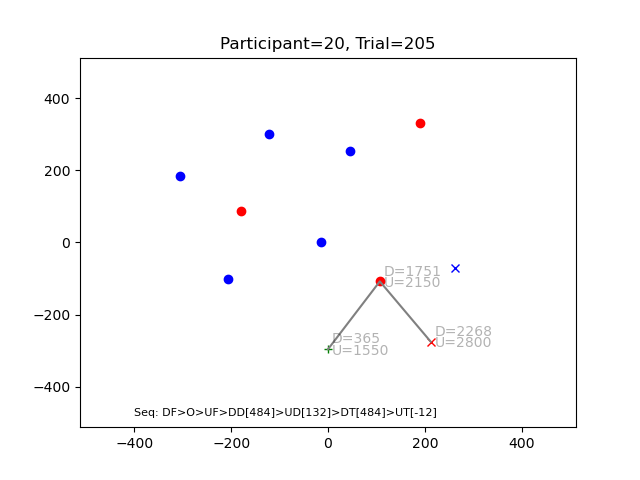 Participant=20, Trial=205
400
200
0
−200
−400
D=1751
U=2150
D=365
U=1550
D=2268
U=2800
Seq: DF>O>UF>DD[484]>UD[132]>DT[484]>UT[-12]
−400
−200
0
200
400